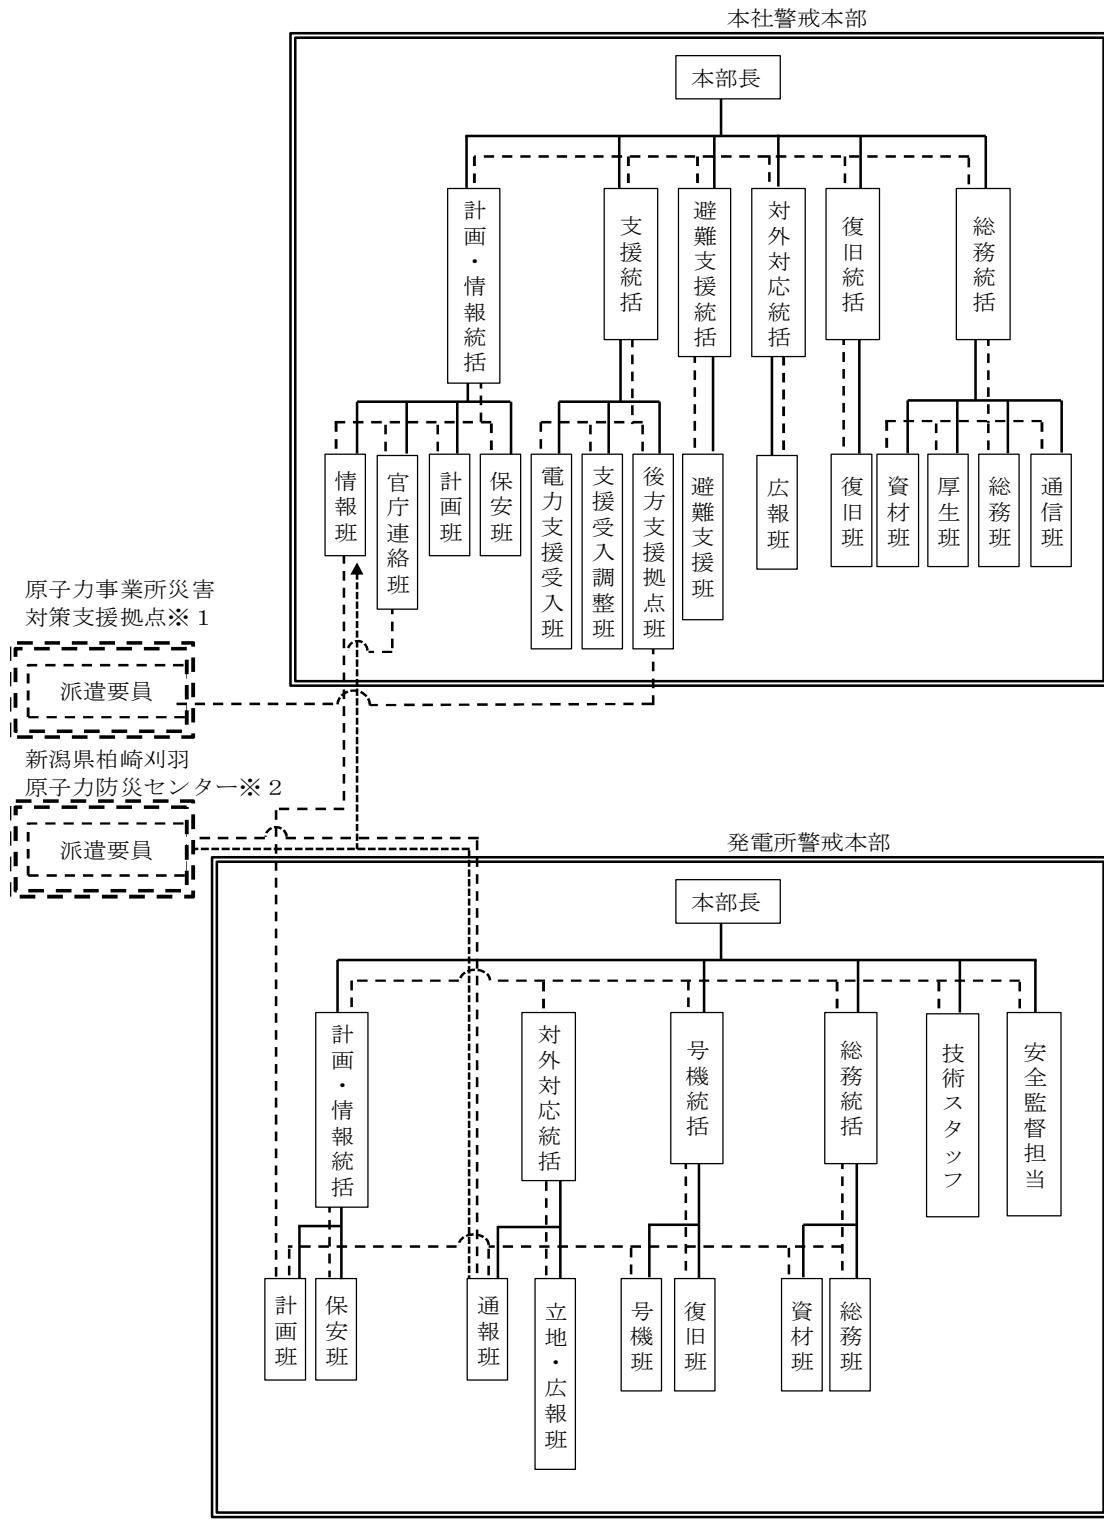 本社警戒本部
本部長
計画・情報統括
支援統括
避難支援統括
対外対応統括
復旧統括
総務統括
情報班
官庁連絡班
計画班
保安班
電力支援受入班
支援受入調整班
後方支援拠点班
避難支援班
広報班
復旧班
資材班
厚生班
総務班
通信班
原子力事業所災害
対策支援拠点※１
派遣要員
新潟県柏崎刈羽
原子力防災センター※２
派遣要員
発電所警戒本部
本部長
計画・情報統括
対外対応統括
号機統括
総務統括
技術スタッフ
安全監督担当
計画班
保安班
通報班
立地・広報班
号機班
復旧班
資材班
総務班